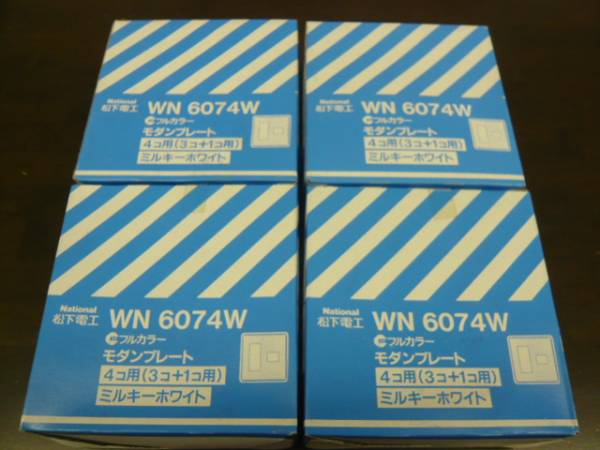 National
松下電工 WN 6074W
フルカラー
モダンプレート
4コ用(3コ+1コ用)
ミルキーホワイト
National
松下電工 WN 6074W
フルカラー
モダンプレート
4コ用(3コ+1コ用)
ミルキーホワイト
National
松下電工 WN 6074W
フルカラー
モダンプレート
4コ用(3コ+1コ用)
ミルキーホワイト
National
松下電工 WN 6074W
フルカラー
モダンプレート
4コ用(3コ+1コ用)
ミルキーホワイト